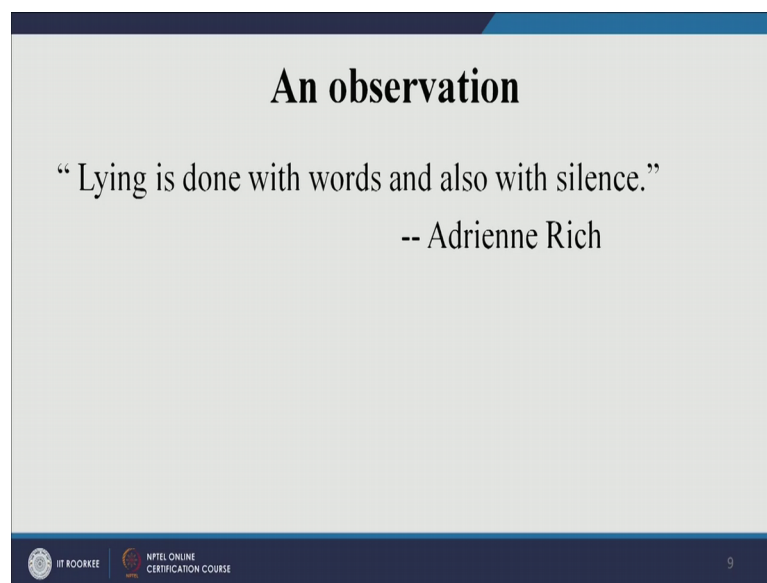 An observation
“ Lying is done with words and also with silence.”
-- Adrienne Rich
IIT ROORKEE
NPTEL ONLINE
CERTIFICATION COURSE
9